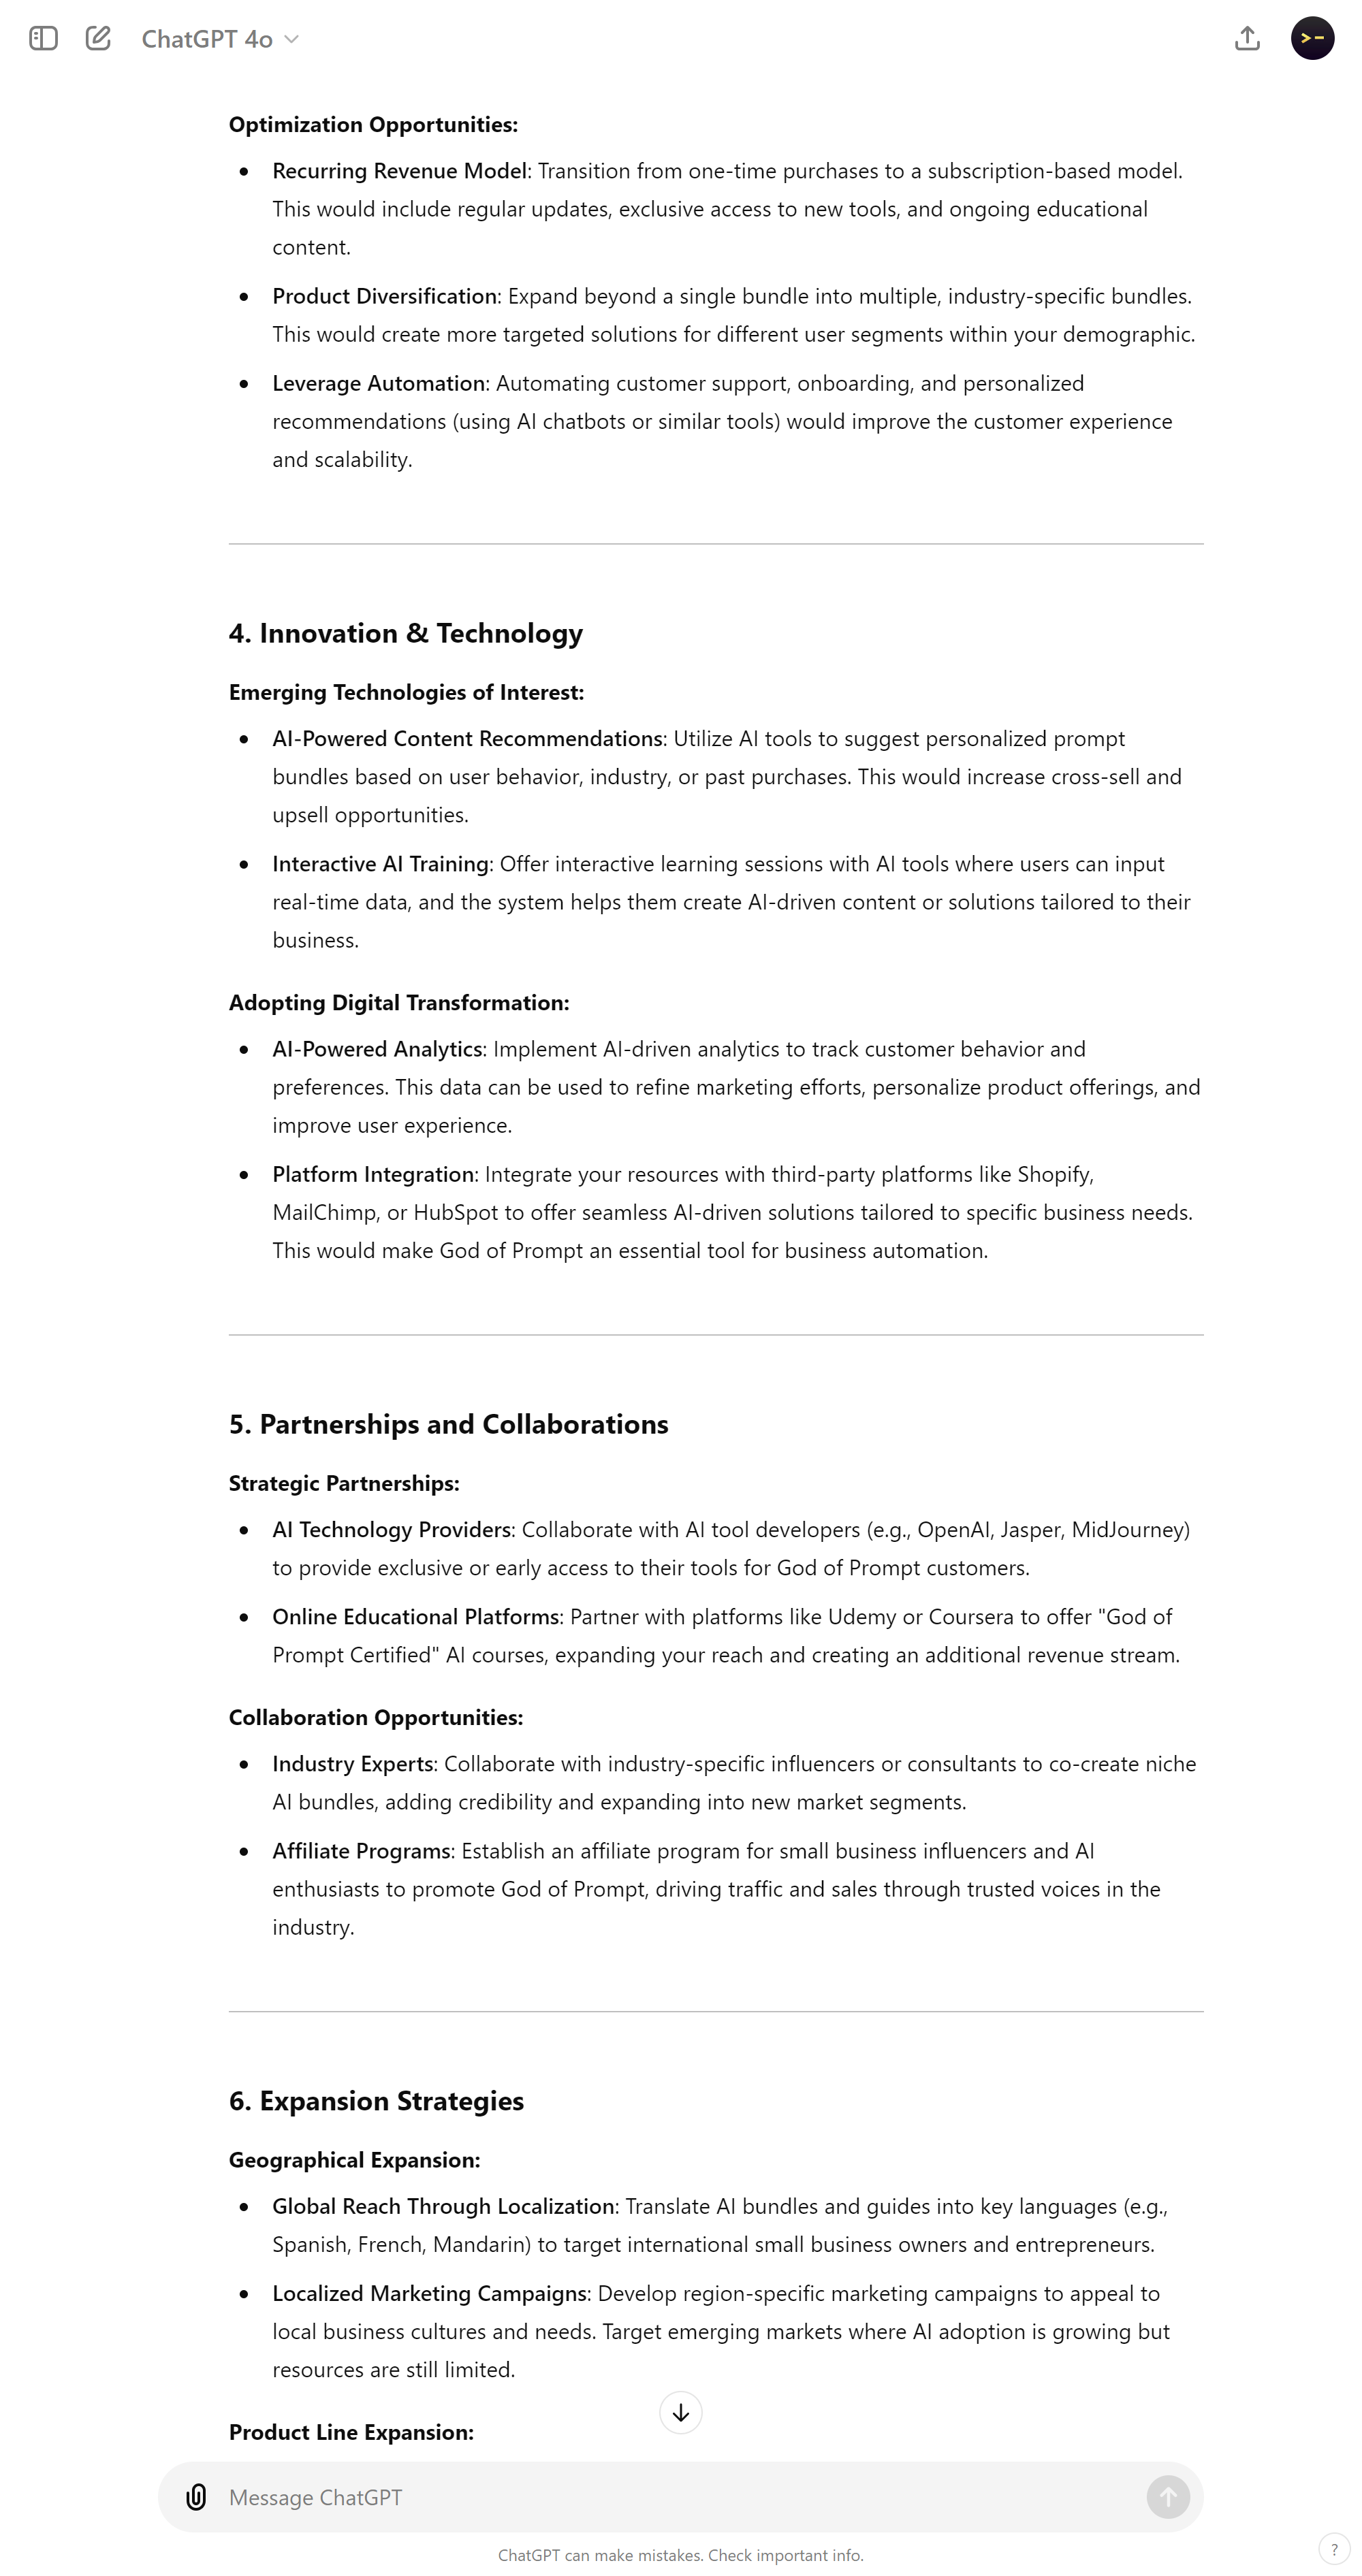 ChatGPT 4o
>-
Optimization Opportunities:
Recurring Revenue Model: Transition from one-time purchases to a subscription-based model.
This would include regular updates, exclusive access to new tools, and ongoing educational
content.
Product Diversification: Expand beyond a single bundle into multiple, industry-specific bundles.
This would create more targeted solutions for different user segments within your demographic.
Leverage Automation: Automating customer support, onboarding, and personalized
recommendations (using AI chatbots or similar tools) would improve the customer experience
and scalability.
4. Innovation & Technology
Emerging Technologies of Interest:
AI-Powered Content Recommendations: Utilize AI tools to suggest personalized prompt
bundles based on user behavior, industry, or past purchases. This would increase cross-sell and
upsell opportunities.
Interactive AI Training: Offer interactive learning sessions with AI tools where users can input
real-time data, and the system helps them create AI-driven content or solutions tailored to their
business.
Adopting Digital Transformation:
AI-Powered Analytics: Implement AI-driven analytics to track customer behavior and
preferences. This data can be used to refine marketing efforts, personalize product offerings, and
improve user experience.
Platform Integration: Integrate your resources with third-party platforms like Shopify,
MailChimp, or HubSpot to offer seamless AI-driven solutions tailored to specific business needs.
This would make God of Prompt an essential tool for business automation.
5. Partnerships and Collaborations
Strategic Partnerships:
AI Technology Providers: Collaborate with AI tool developers (e.g., OpenAI, Jasper, MidJourney)
to provide exclusive or early access to their tools for God of Prompt customers.
Online Educational Platforms: Partner with platforms like Udemy or Coursera to offer "God of
Prompt Certified" AI courses, expanding your reach and creating an additional revenue stream.
Collaboration Opportunities:
Industry Experts: Collaborate with industry-specific influencers or consultants to co-create niche
AI bundles, adding credibility and expanding into new market segments.
Affiliate Programs: Establish an affiliate program for small business influencers and AI
enthusiasts to promote God of Prompt, driving traffic and sales through trusted voices in the
industry.
6. Expansion Strategies
Geographical Expansion:
Global Reach Through Localization: Translate AI bundles and guides into key languages (e.g.,
Spanish, French, Mandarin) to target international small business owners and entrepreneurs.
Localized Marketing Campaigns: Develop region-specific marketing campaigns to appeal to
local business cultures and needs. Target emerging markets where AI adoption is growing but
resources are still limited.
Product Line Expansion:
Message ChatGPT
ChatGPT can make mistakes. Check important info.
?